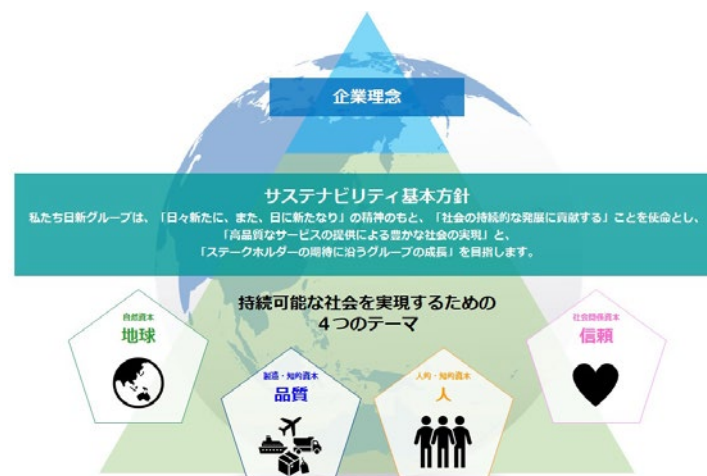 企業理念
サステナビリティ基本方針
私たち日新グループは、「日々新たに、また、日に新たなり」の精神のもと、「社会の持続的な発展に貢献する」ことを使命とし、
「高品質なサービスの提供による豊かな社会の実現」と、
「ステークホルダーの期待に沿うグループの成長」を目指します。
持続可能な社会を実現するための
４つのテーマ
自然資本
地球
製造・知的資本
品質
人的・知的資本
人
社会関係資本
信頼